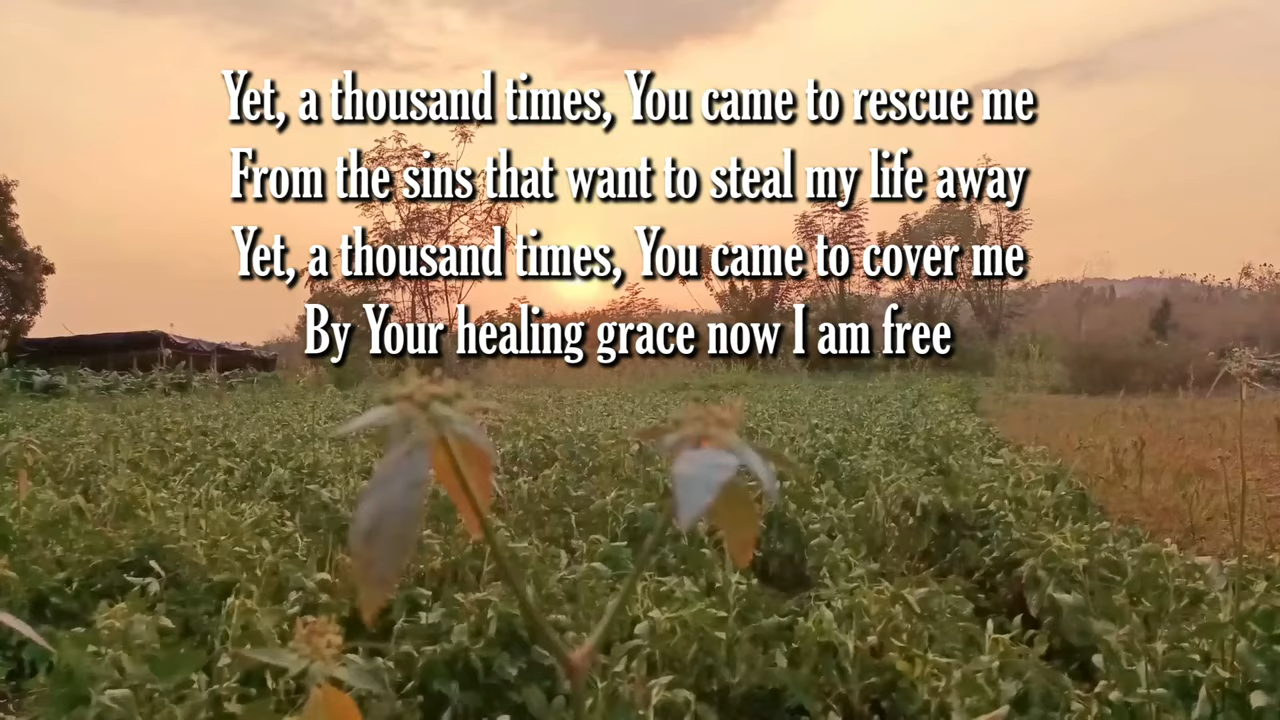 Yet, a thousand times, You came to rescue me
From the sins that want to steal my life away
Yet, a thousand times, You came to cover me
By Your healing grace now I am free